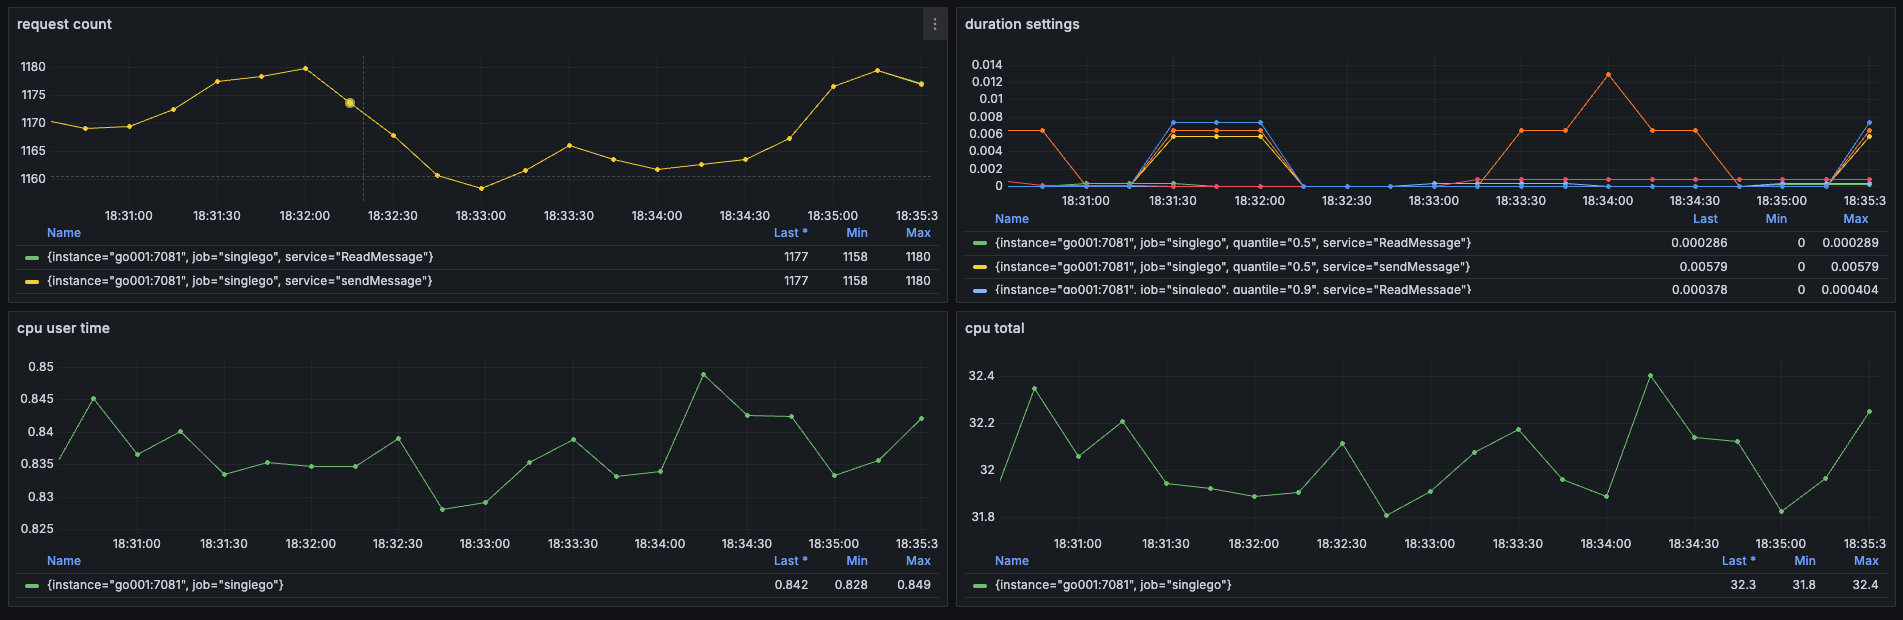 request count
1180
1175
1170
1165
1160
18:31:00 18:31:30 18:32:00 18:32:30 18:33:00 18:33:30 18:34:00 18:34:30 18:35:00 18:35:3
Name Last * Min Max
{instance="go001:7081", job="singlego", service="ReadMessage"} 1177 1158 1180
{instance="go001:7081", job="singlego", service="sendMessage"} 1177 1158 1180
duration settings
0.014
0.012
0.01
0.008
0.006
0.004
0.002
0
18:31:00 18:31:30 18:32:00 18:32:30 18:33:00 18:33:30 18:34:00 18:34:30 18:35:00 18:35:3
Name Last Min Max
{instance="go001:7081", job="singlego", quantile="0.5", service="ReadMessage"} 0.000286 0 0.000289
{instance="go001:7081", job="singlego", quantile="0.5", service="sendMessage"} 0.00579 0 0.00579
{instance="go001:7081", job="singlego", quantile="0.9", service="ReadMessage"} 0.000378 0 0.000404
cpu user time
0.85
0.845
0.84
0.835
0.83
0.825
18:31:00 18:31:30 18:32:00 18:32:30 18:33:00 18:33:30 18:34:00 18:34:30 18:35:00 18:35:3
Name Last * Min Max
{instance="go001:7081", job="singlego"} 0.842 0.828 0.849
cpu total
32.4
32.2
32
31.8
18:31:00 18:31:30 18:32:00 18:32:30 18:33:00 18:33:30 18:34:00 18:34:30 18:35:00 18:35:3
Name Last * Min Max
{instance="go001:7081", job="singlego"} 32.3 31.8 32.4